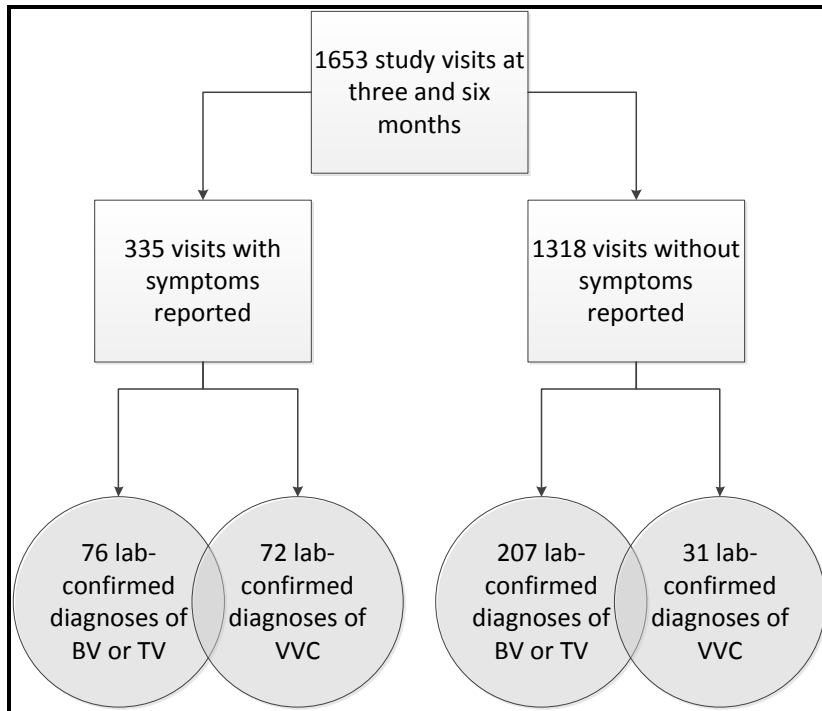 1653 study visits at
three and six
months
335 visits with
symptoms
reported
1318 visits without
symptoms
reported
76 lab-
confirmed
diagnoses of
BV or TV
72 lab-
confirmed
diagnoses of
VVC
207 lab-
confirmed
diagnoses of
BV or TV
31 lab-
confirmed
diagnoses of
VVC